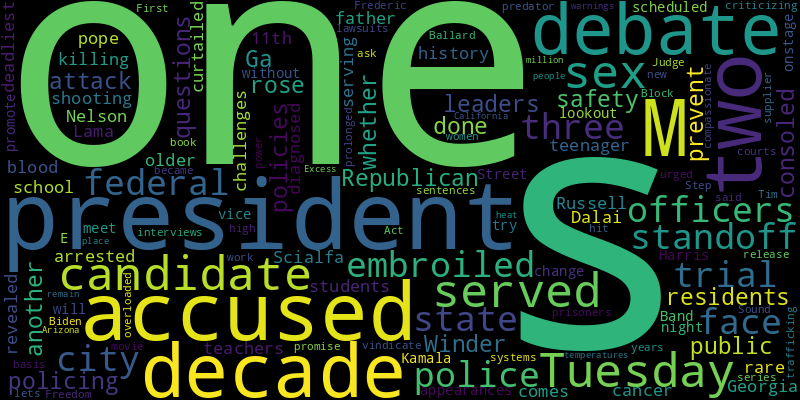 one
Tuesday
S
president
two
M
debate
sex
accused
decade
candidate
served
embroiled
officers
standoff
three
federal
face
trial
state
police
city
public
residents
Republican
policing
policies
questions
attack
pope
killing
shooting
Nelson
Lama
blood
older
school
father
11th
Ga
without
rose
history
whether
leaders
done
safety
lookout
teenager
prevent
consoled
Street
Russell
Dalai
scheduled
predator
warnings
criticizing
onstage
Frederic
lawsuits
First
curtailed
serving
prolonged
Ballard
ask
million
people
California
women
Judge
new
Block
compassionate
supplier
courts
promoted
deadliest
book
became
power
challenges
diagnosed
Excess
sentences
urged
Step
said
Tim
hit
vice
meet
interviews
high
try
heat
Act
E
place
arrested
another
revealed
will
work
Scialfa
change
Harris
release
students
overloaded
remain
Biden
Arizona
teachers
movie
promise
vindicate
Kamala
Winder
systems
prisoners
Band
night
Sound
years
temperatures
rare
series
trafficking
Georgia
basis
lets
Freedom
appearances
comes
cancer